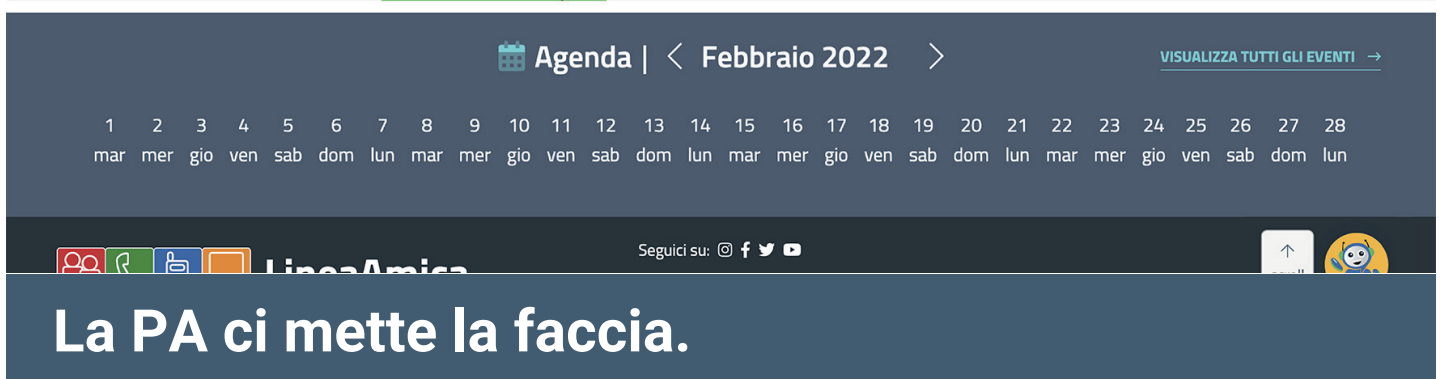 Agenda | < Febbraio 2022 >
VISUALIZZA TUTTI GLI EVENTI →
1 2 3 4 5 6 7 8 9 10 11 12 13 14 15 16 17 18 19 20 21 22 23 24 25 26 27 28
mar mer gio ven sab dom lun mar mer gio ven sab dom lun mar mer gio ven sab dom lun mar mer gio ven sab dom lun
Seguici su:
LineaAmica
La PA ci mette la faccia.